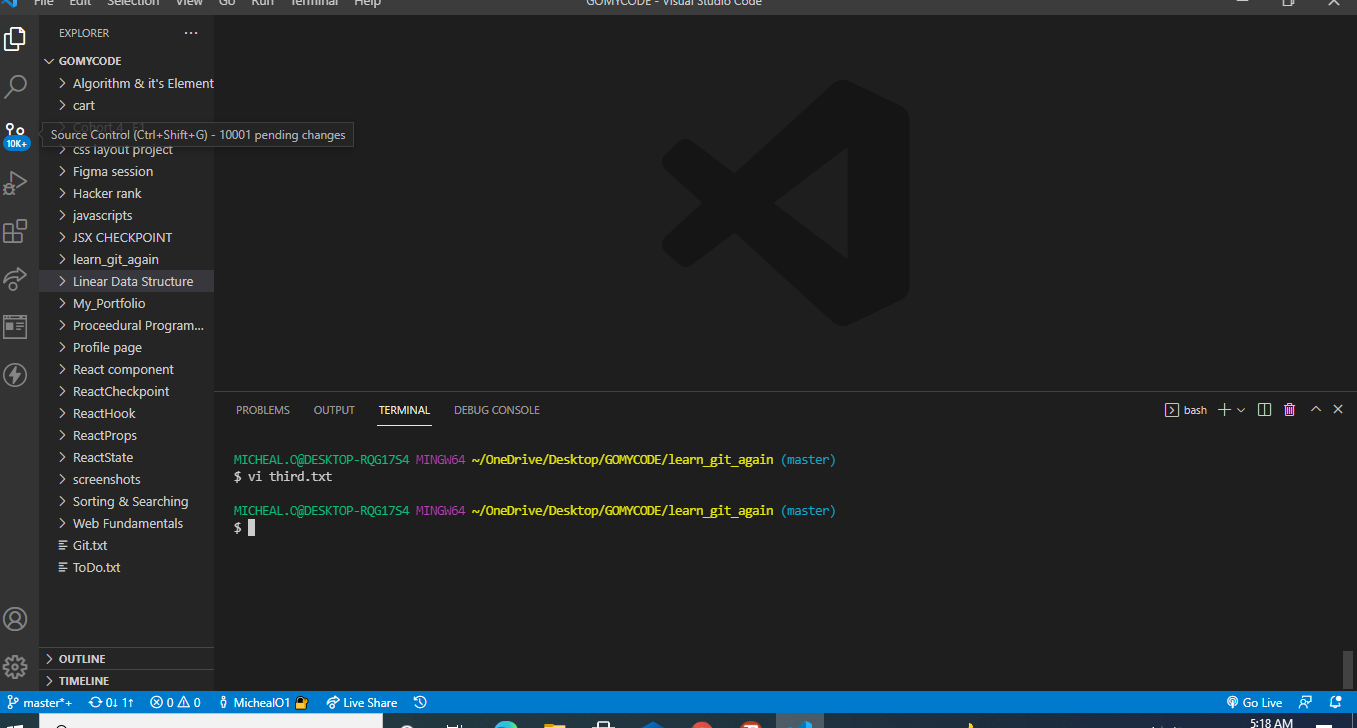 File Edit Selection View Go Run Terminal Help GOMYCODE - Visual Studio Code
EXPLORER
GOMYCODE
Algorithm & it's Element
cart
Source Control (Ctrl+Shift+G) - 10001 pending changes
10K+
css layout project
Figma session
Hacker rank
javascripts
JSX CHECKPOINT
learn_git_again
Linear Data Structure
My_Portfolio
Proceedural Program...
Profile page
React component
ReactCheckpoint
ReactHook
ReactProps
ReactState
screenshots
Sorting & Searching
Web Fundamentals
Git.txt
ToDo.txt
OUTLINE
TIMELINE
PROBLEMS OUTPUT TERMINAL DEBUG CONSOLE bash
MICHEAL.O@DESKTOP-RQG17S4 MINGW64 ~/OneDrive/Desktop/GOMYCODE/learn_git_again (master)
$ vi third.txt
MICHEAL.O@DESKTOP-RQG17S4 MINGW64 ~/OneDrive/Desktop/GOMYCODE/learn_git_again (master)
$
master*+ 0↓ 1↑ 0 0 MichealO1 Live Share Go Live
5:18 AM